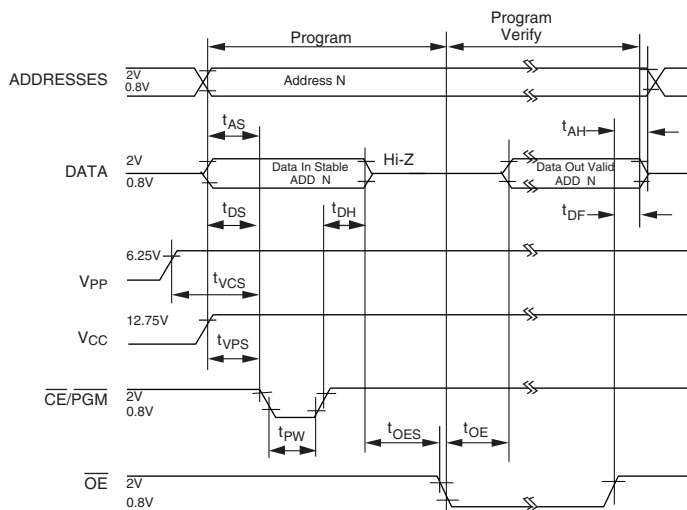 Program
Program
Verify
ADDRESSES
2V
0.8V
Address N
tAS
tAH
DATA
2V
0.8V
Data In Stable
ADD N
Hi-Z
Data Out Valid
ADD N
tDS
tDH
tDF
6.25V
VPP
tVCS
12.75V
VCC
tVPS
CE/PGM
2V
0.8V
tPW
tOES
tOE
OE
2V
0.8V